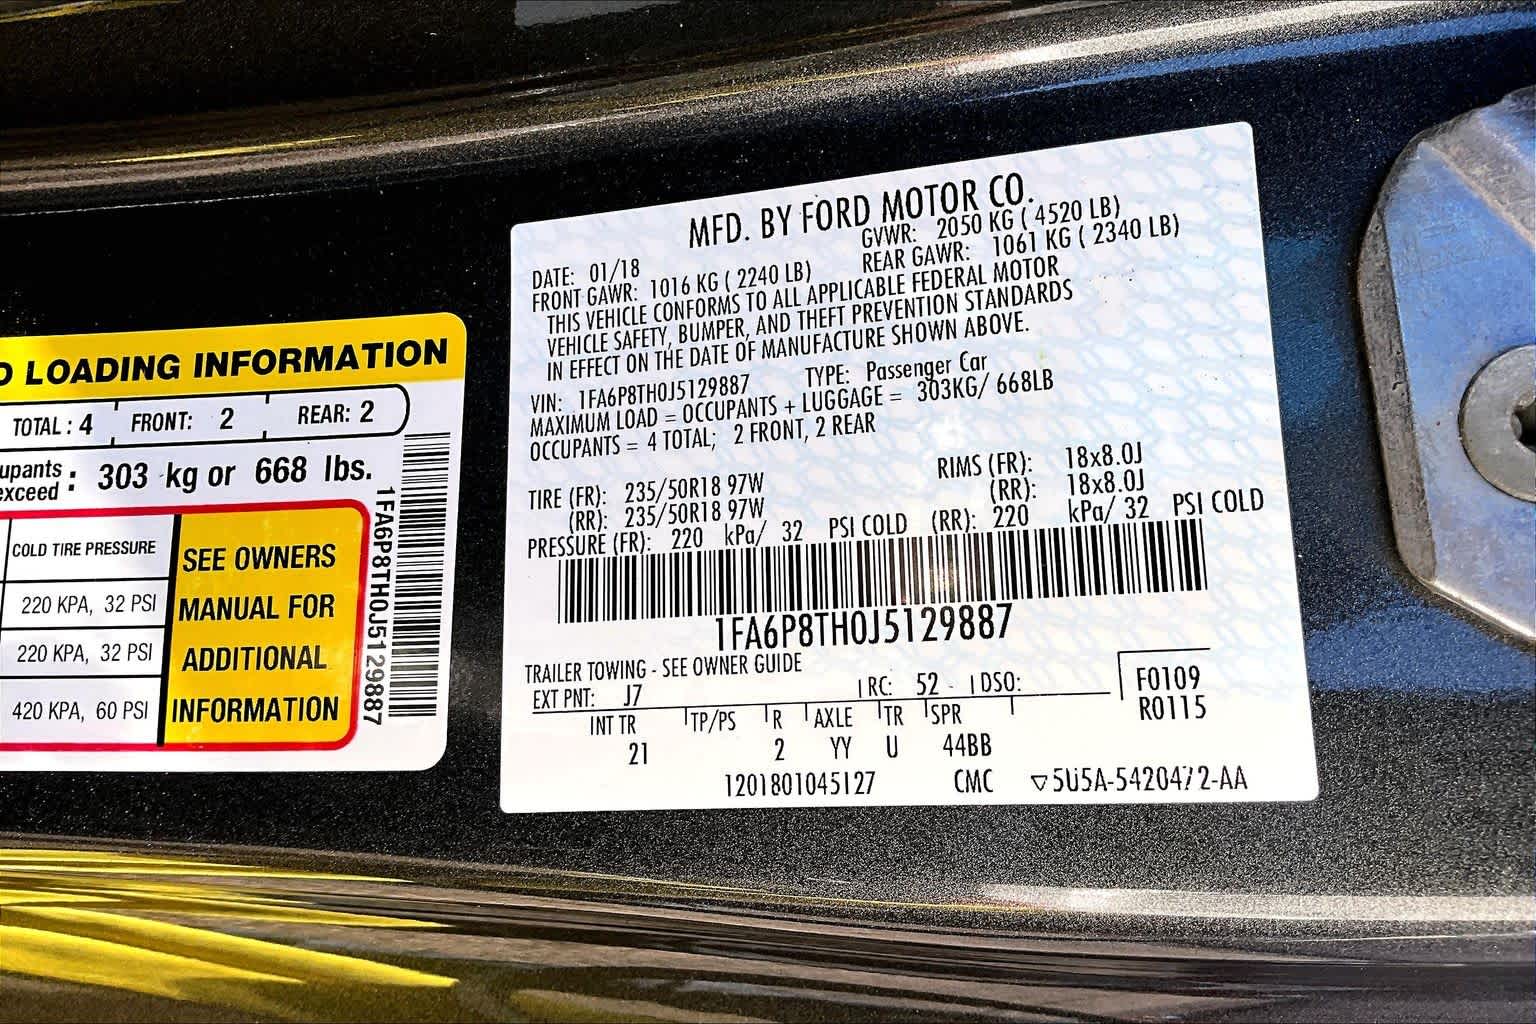 LOADING INFORMATION
TOTAL : 4 FRONT: 2 REAR: 2
303 kg or 668 lbs.
COLD TIRE PRESSURE
220 KPA, 32 PSI
220 KPA, 32 PSI
420 KPA, 60 PSI
SEE OWNERS
MANUAL FOR
ADDITIONAL
INFORMATION
1FA6P8TH0J5129887
MFD. BY FORD MOTOR CO.
DATE: 01/18 GVWR: 2050 KG ( 4520 LB)
FRONT GAWR: 1016 KG ( 2240 LB) REAR GAWR: 1061 KG ( 2340 LB)
THIS VEHICLE CONFORMS TO ALL APPLICABLE FEDERAL MOTOR
VEHICLE SAFETY, BUMPER, AND THEFT PREVENTION STANDARDS
IN EFFECT ON THE DATE OF MANUFACTURE SHOWN ABOVE.
VIN: 1FA6P8TH0J5129887 TYPE: Passenger Car
MAXIMUM LOAD = OCCUPANTS + LUGGAGE = 303KG/ 668LB
OCCUPANTS = 4 TOTAL; 2 FRONT, 2 REAR
TIRE (FR): 235/50R18 97W RIMS (FR): 18x8.0J
(RR): 235/50R18 97W (RR): 18x8.0J
PRESSURE (FR): 220 kPa/ 32 PSI COLD (RR): 220 kPa/ 32 PSI COLD
1FA6P8TH0J5129887
TRAILER TOWING - SEE OWNER GUIDE
EXT PNT: J7 RC: 52 DSO: F0109
R0115
INT TR TP/PS R AXLE TR SPR
21 2 YY U 44BB
1201801045127 CMC ▽5U5A-5420472-AA